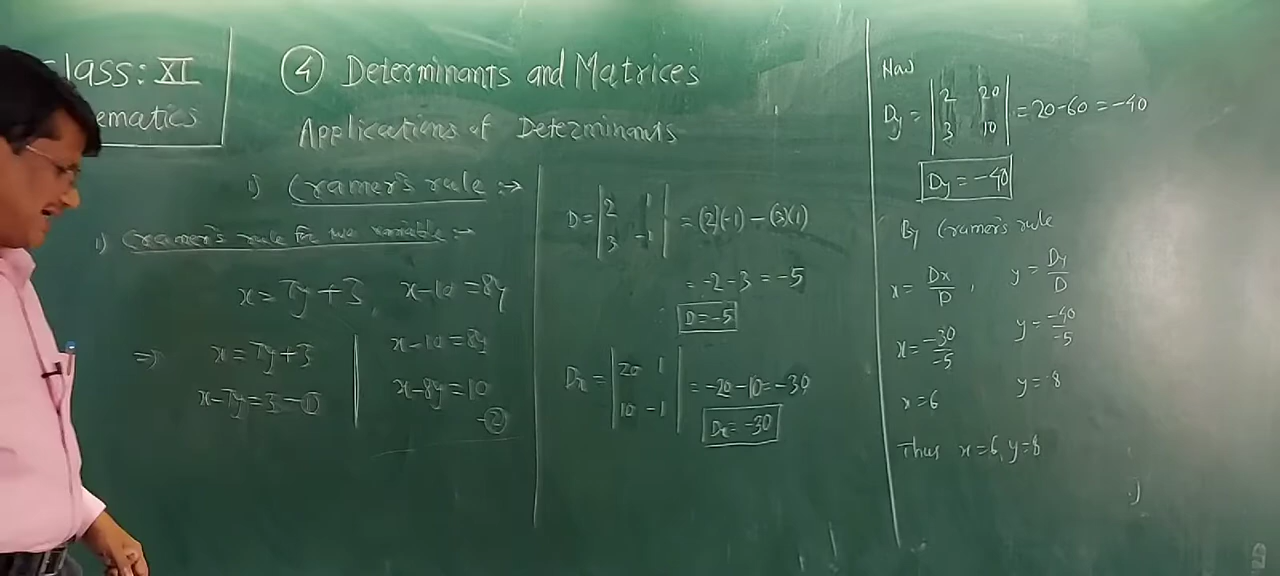 Class: XI
ematics
④ Determinants and Matrices
Applications of Determinants
1) Cramer's rule :→
1) Cramer's rule for two variable :→
x = 7y + 3, x - 10 = 8y
⇒ x = 7y + 3
x - 7y = 3 - ①
x - 10 = 8y
x - 8y = 10
- ②
D = | 2 1 | = (2)(-1) - (3)(1)
| 3 -1 |
= -2 - 3 = -5
D = -5
Dx = | 20 1 | = -20 - 10 = -30
| 10 -1 |
Dx = -30
Now
Dy = | 2 20 | = 20 - 60 = -40
| 3 10 |
Dy = -40
By Cramer's rule
x = Dx/D , y = Dy/D
x = -30/-5 y = -40/-5
x = 6 y = 8
Thus x = 6, y = 8